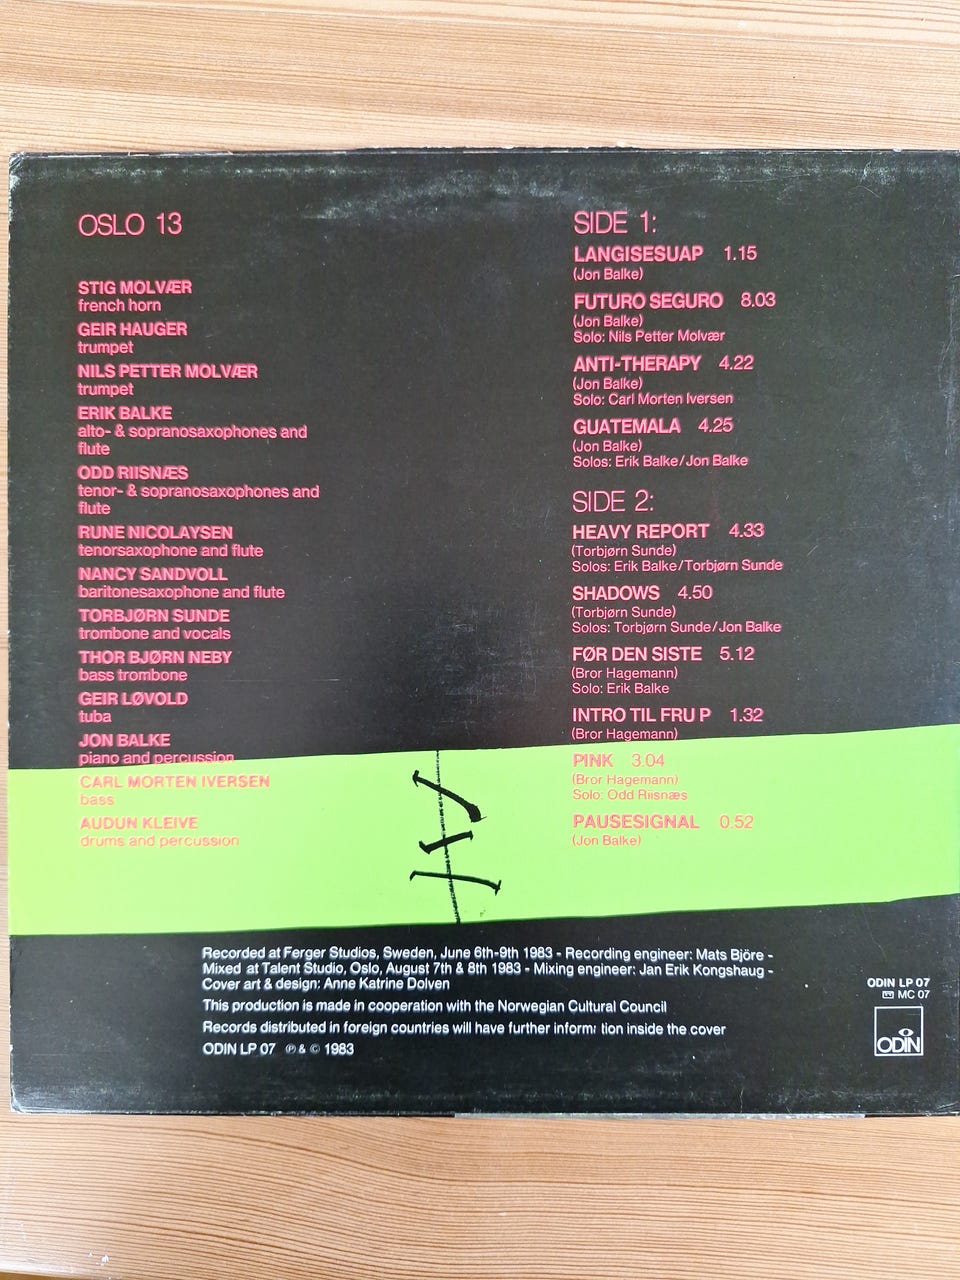 OSLO 13
STIG MOLVÆR
french horn
GEIR HAUGER
trumpet
NILS PETTER MOLVÆR
trumpet
ERIK BALKE
alto- & sopranosaxophones and
flute
ODD RIISNÆS
tenor- & sopranosaxophones and
flute
RUNE NICOLAYSEN
tenorsaxophone and flute
NANCY SANDVOLL
baritonesaxophone and flute
TORBJØRN SUNDE
trombone and vocals
THOR BJØRN NEBY
bass trombone
GEIR LØVOLD
tuba
JON BALKE
piano and percussion
CARL MORTEN IVERSEN
bass
AUDUN KLEIVE
drums and percussion
SIDE 1:
LANGISESUAP 1.15
(Jon Balke)
FUTURO SEGURO 8.03
(Jon Balke)
Solo: Nils Petter Molvær
ANTI-THERAPY 4.22
(Jon Balke)
Solo: Carl Morten Iversen
GUATEMALA 4.25
(Jon Balke)
Solos: Erik Balke/Jon Balke
SIDE 2:
HEAVY REPORT 4.33
(Torbjørn Sunde)
Solos: Erik Balke/Torbjørn Sunde
SHADOWS 4.50
(Torbjørn Sunde)
Solos: Torbjørn Sunde/Jon Balke
FØR DEN SISTE 5.12
(Bror Hagemann)
Solo: Erik Balke
INTRO TIL FRU P 1.32
(Bror Hagemann)
PINK 3.04
(Bror Hagemann)
Solo: Odd Riisnæs
PAUSESIGNAL 0.52
(Jon Balke)
Recorded at Ferger Studios, Sweden, June 6th-9th 1983 - Recording engineer: Mats Björe -
Mixed at Talent Studio, Oslo, August 7th & 8th 1983 - Mixing engineer: Jan Erik Kongshaug -
Cover art & design: Anne Katrine Dolven
This production is made in cooperation with the Norwegian Cultural Council
Records distributed in foreign countries will have further inform tion inside the cover
ODIN LP 07 ℗ & © 1983
ODIN LP 07
MC 07
ODIN